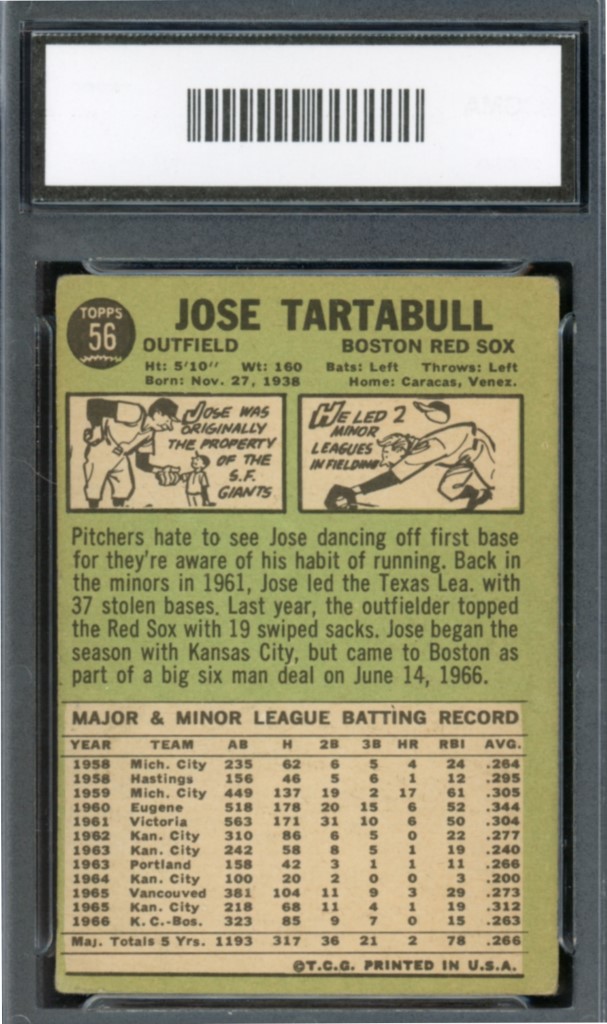 TOPPS
56
JOSE TARTABULL
OUTFIELD BOSTON RED SOX
Ht: 5'10" Wt: 160 Bats: Left Throws: Left
Born: Nov. 27, 1938 Home: Caracas, Venez.
JOSE WAS
ORIGINALLY
THE PROPERTY
OF THE
S.F.
GIANTS
HE LED 2
MINOR
LEAGUES
IN FIELDING
Pitchers hate to see Jose dancing off first base
for they're aware of his habit of running. Back in
the minors in 1961, Jose led the Texas Lea. with
37 stolen bases. Last year, the outfielder topped
the Red Sox with 19 swiped sacks. Jose began the
season with Kansas City, but came to Boston as
part of a big six man deal on June 14, 1966.
MAJOR & MINOR LEAGUE BATTING RECORD
YEAR TEAM AB H 2B 3B HR RBI AVG.
1958 Mich. City 235 62 6 5 4 24 .264
1958 Hastings 156 46 5 6 1 12 .295
1959 Mich. City 449 137 19 2 17 61 .305
1960 Eugene 518 178 20 15 6 52 .344
1961 Victoria 563 171 31 10 6 50 .304
1962 Kan. City 310 86 6 5 0 22 .277
1963 Kan. City 242 58 8 5 1 19 .240
1963 Portland 158 42 3 1 1 11 .266
1964 Kan. City 100 20 2 0 0 3 .200
1965 Vancouved 381 104 11 9 3 29 .273
1965 Kan. City 218 68 11 4 1 19 .312
1966 K.C.-Bos. 323 85 9 7 0 15 .263
Maj. Totals 5 Yrs. 1193 317 36 21 2 78 .266
©T.C.G. PRINTED IN U.S.A.